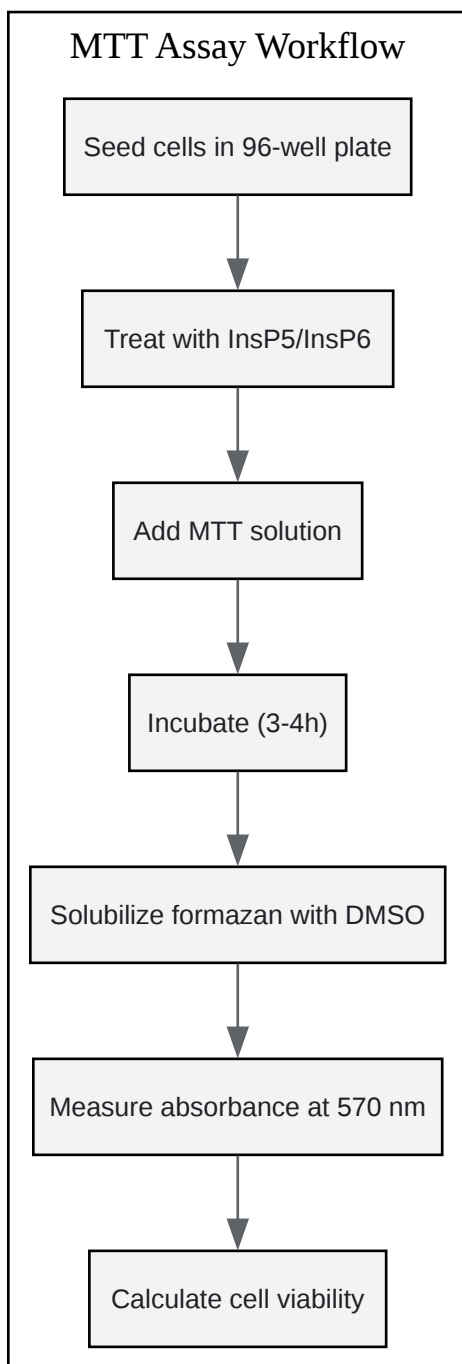 MTT Assay Workflow
Seed cells in 96-well plate
Treat with InsP5/InsP6
Add MTT solution
Incubate (3-4h)
Solubilize formazan with DMSO
Measure absorbance at 570 nm
Calculate cell viability